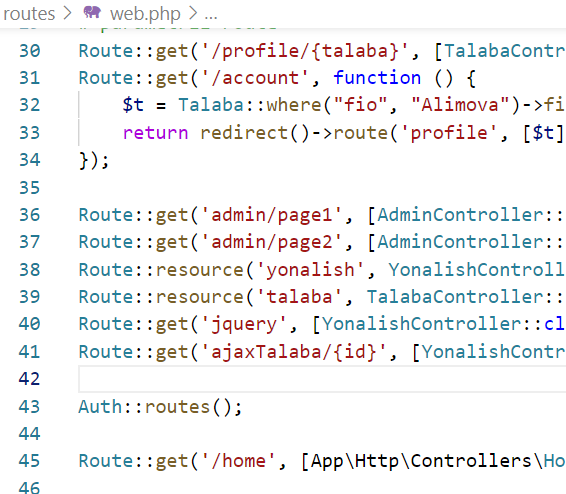 routes > web.php > ...
30 Route::get('/profile/{talaba}', [TalabaContr
31 Route::get('/account', function () {
32 $t = Talaba::where("fio", "Alimova")->fi
33 return redirect()->route('profile', [$t]
34 });
35
36 Route::get('admin/page1', [AdminController::
37 Route::get('admin/page2', [AdminController::
38 Route::resource('yonalish', YonalishControll
39 Route::resource('talaba', TalabaController::
40 Route::get('jquery', [YonalishController::cl
41 Route::get('ajaxTalaba/{id}', [YonalishContr
42
43 Auth::routes();
44
45 Route::get('/home', [App\Http\Controllers\Ho
46